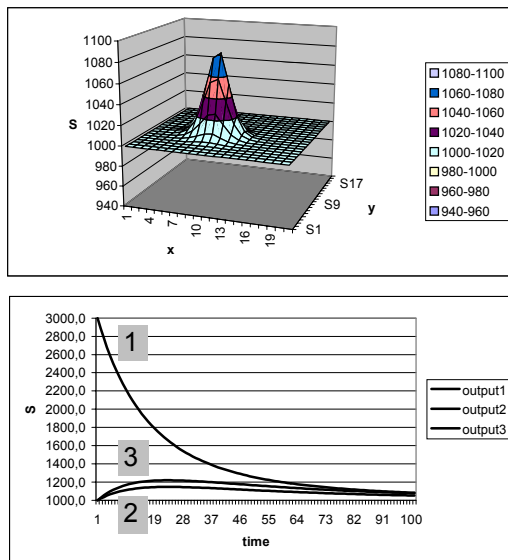 1100
1080
1060
1040
1020
1000
980
960
940
S
1 4 7 10 13 16 19
x
S1
S9
S17
y
1080-1100
1060-1080
1040-1060
1020-1040
1000-1020
980-1000
960-980
940-960
3000,0
2800,0
2600,0
2400,0
2200,0
2000,0
1800,0
1600,0
1400,0
1200,0
1000,0
S
1
3
2
1 10 19 28 37 46 55 64 73 82 91 100
time
output1
output2
output3